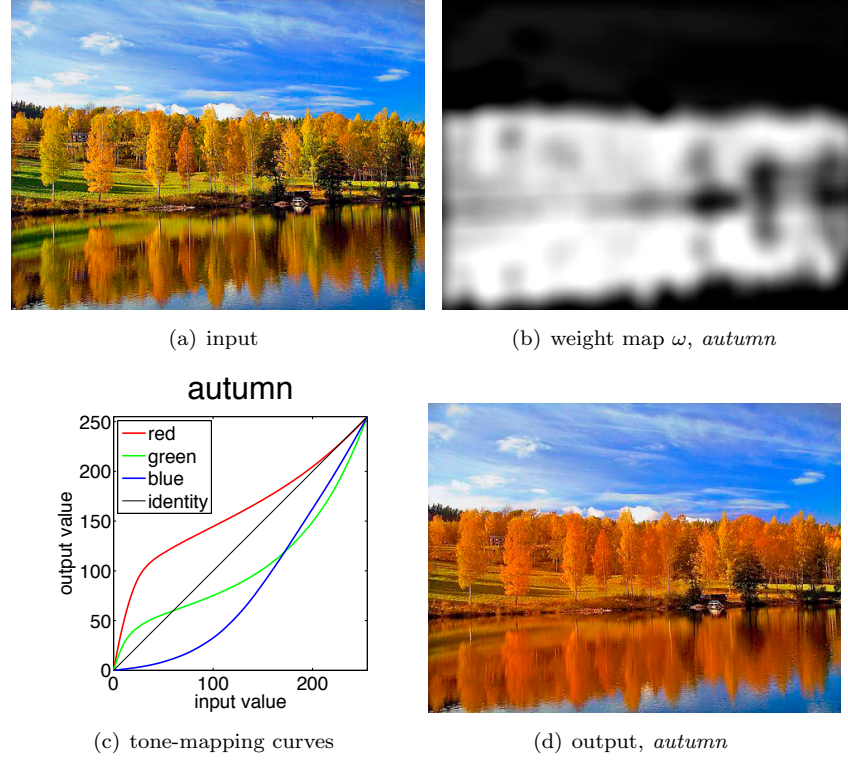 (a) input
(b) weight map ω, autumn
autumn
250
200
150
100
50
0
output value
red
green
blue
identity
0
100
200
input value
(c) tone-mapping curves
(d) output, autumn